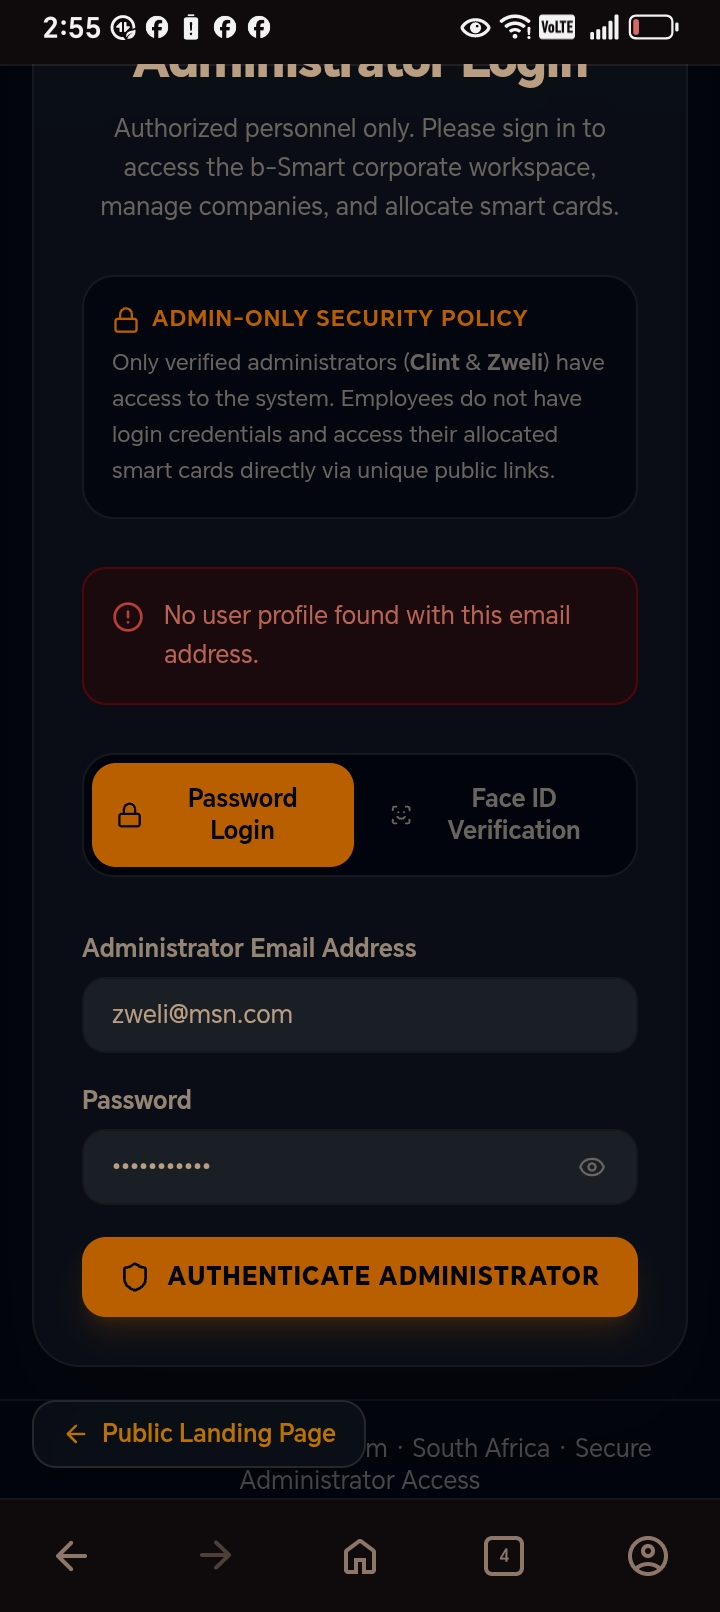 2:55
VoLTE
Administrator Login
Authorized personnel only. Please sign in to
access the b-Smart corporate workspace,
manage companies, and allocate smart cards.
ADMIN-ONLY SECURITY POLICY
Only verified administrators (Clint & Zweli) have
access to the system. Employees do not have
login credentials and access their allocated
smart cards directly via unique public links.
No user profile found with this email
address.
Password
Login
Face ID
Verification
Administrator Email Address
zweli@msn.com
Password
•••••••••••
AUTHENTICATE ADMINISTRATOR
Public Landing Page
m · South Africa · Secure
Administrator Access
4